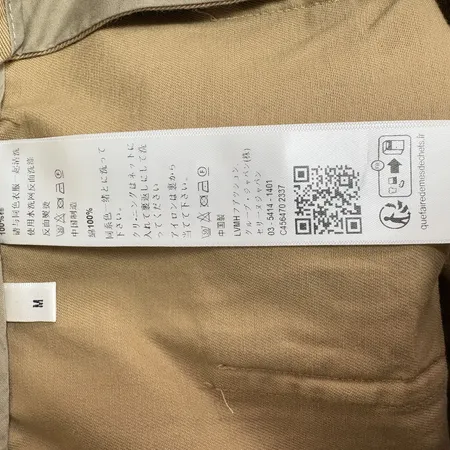 100%棉
请与同色衣服一起清洗
使用水洗网反面洗涤
反面熨烫
中国制造
綿100%
同系色一緒とに洗って
下さい。
クリーニングはネットに
入れて裏返しにして洗
ってください
アイロンは裏から
当てて下さい。
中国製
LVMH ファッション
グループ・ジャパン(株)
セリーヌジャパン
03-5414-1401
C456470 2337
quefairedemesdechets.fr
M